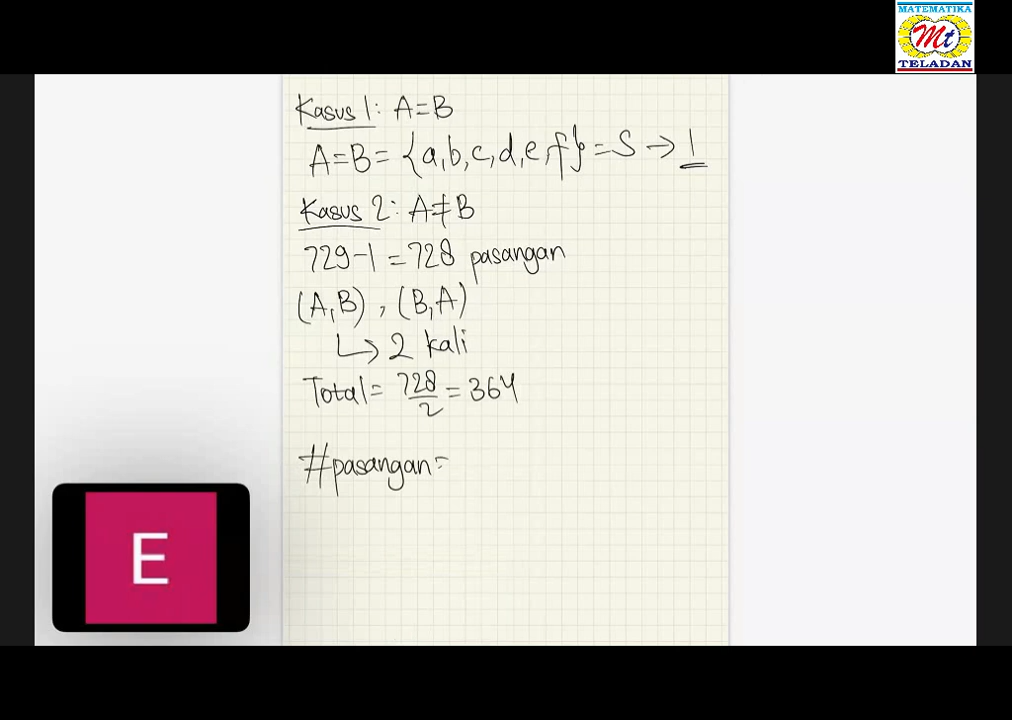 MATEMATIKA
Mt
TELADAN
Kasus 1: A=B
A=B= {a,b,c,d,e,f} = S → 1
Kasus 2: A≠B
729-1 = 728 pasangan
(A,B) , (B,A)
↳ 2 kali
Total = 728/2 = 364
#pasangan=
E